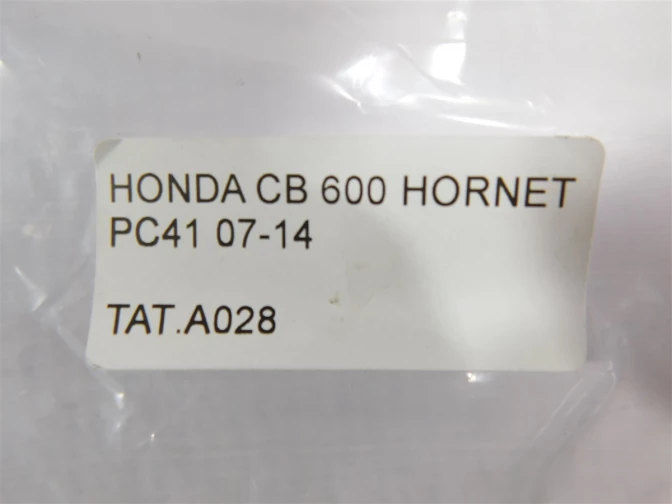 HONDA CB 600 HORNET
PC41 07-14
TAT.A028